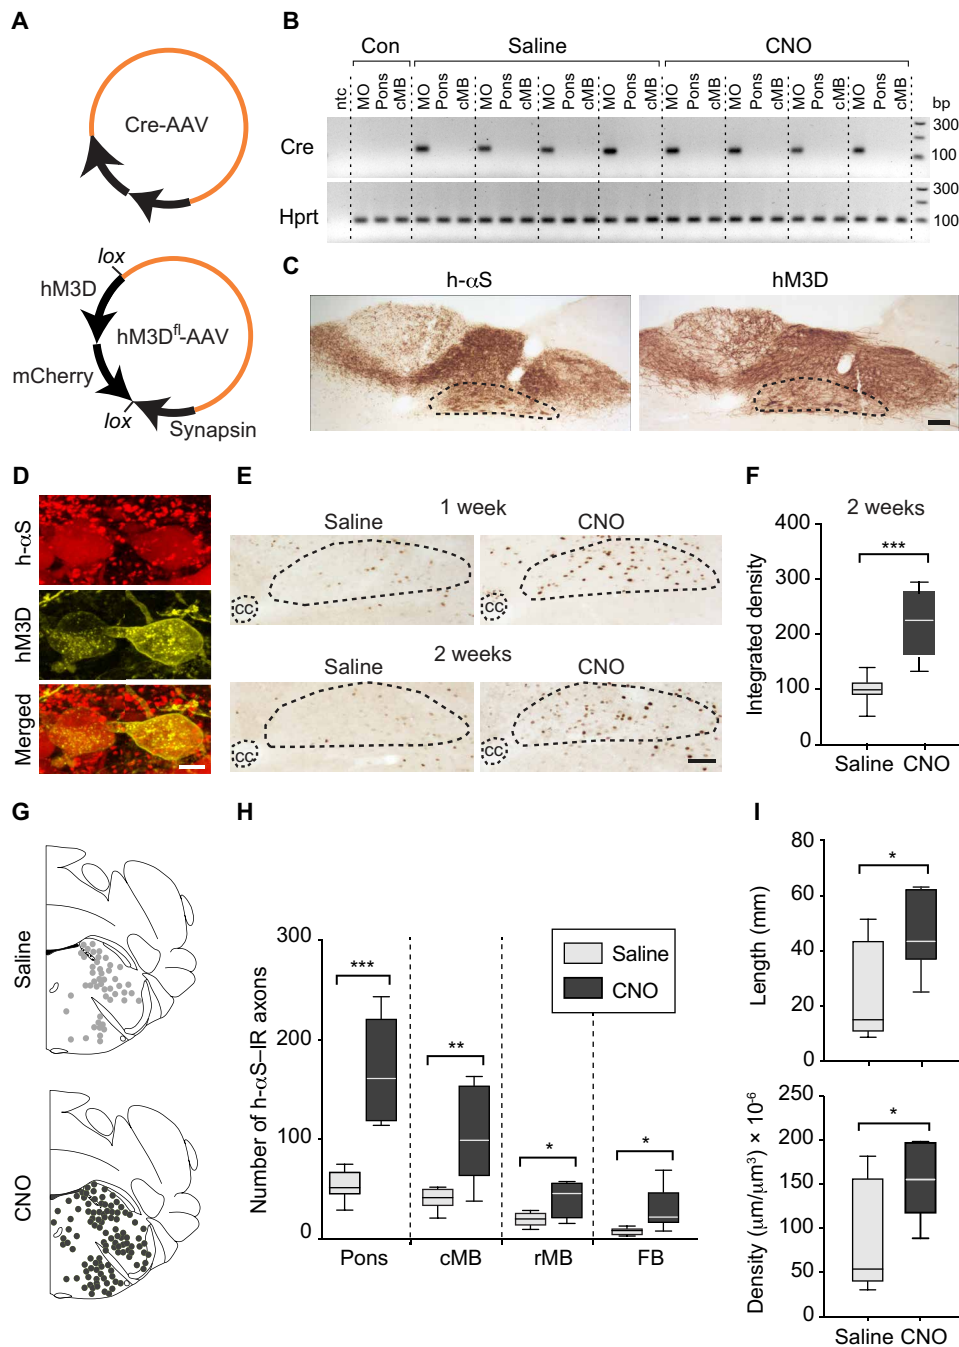 A
Cre-AAV
lox
hM3D
hM3Dfl-AAV
mCherry
lox
Synapsin
B
Con Saline CNO
ntc MO Pons cMB MO Pons cMB MO Pons cMB MO Pons cMB MO Pons cMB MO Pons cMB MO Pons cMB MO Pons cMB MO Pons cMB bp
Cre
300
100
Hprt
300
100
C
h-αS hM3D
D
h-αS
hM3D
Merged
E
1 week
Saline CNO
cc cc
2 weeks
Saline CNO
cc cc
F
2 weeks
Integrated density
400
300
200
100
0
***
Saline CNO
G
Saline
CNO
H
Number of h-αS–IR axons
300
200
100
0
Saline
CNO
***
**
*
*
Pons cMB rMB FB
I
Length (mm)
80
60
40
20
0
*
Density (µm/µm³) × 10⁻⁶
250
200
150
100
50
0
*
Saline CNO